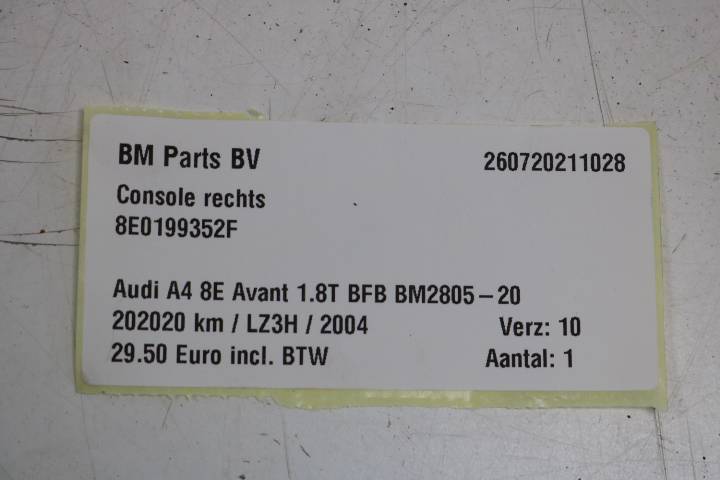 BM Parts BV 260720211028
Console rechts
8E0199352F
Audi A4 8E Avant 1.8T BFB BM2805-20
202020 km / LZ3H / 2004 Verz: 10
29.50 Euro incl. BTW Aantal: 1